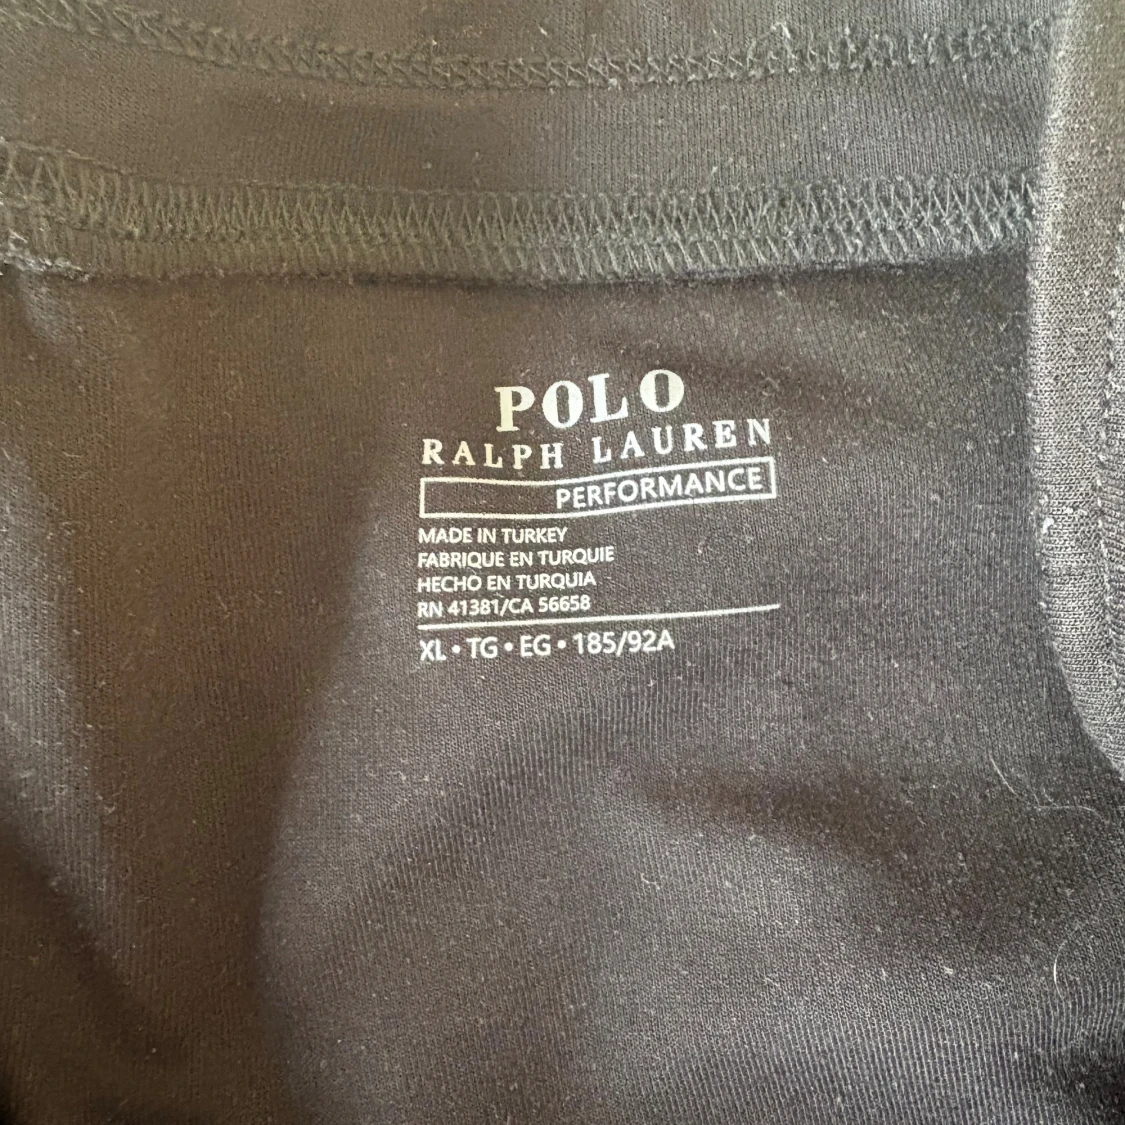 POLO
RALPH LAUREN
PERFORMANCE
MADE IN TURKEY
FABRIQUE EN TURQUIE
HECHO EN TURQUIA
RN 41381/CA 56658
XL • TG • EG • 185/92A